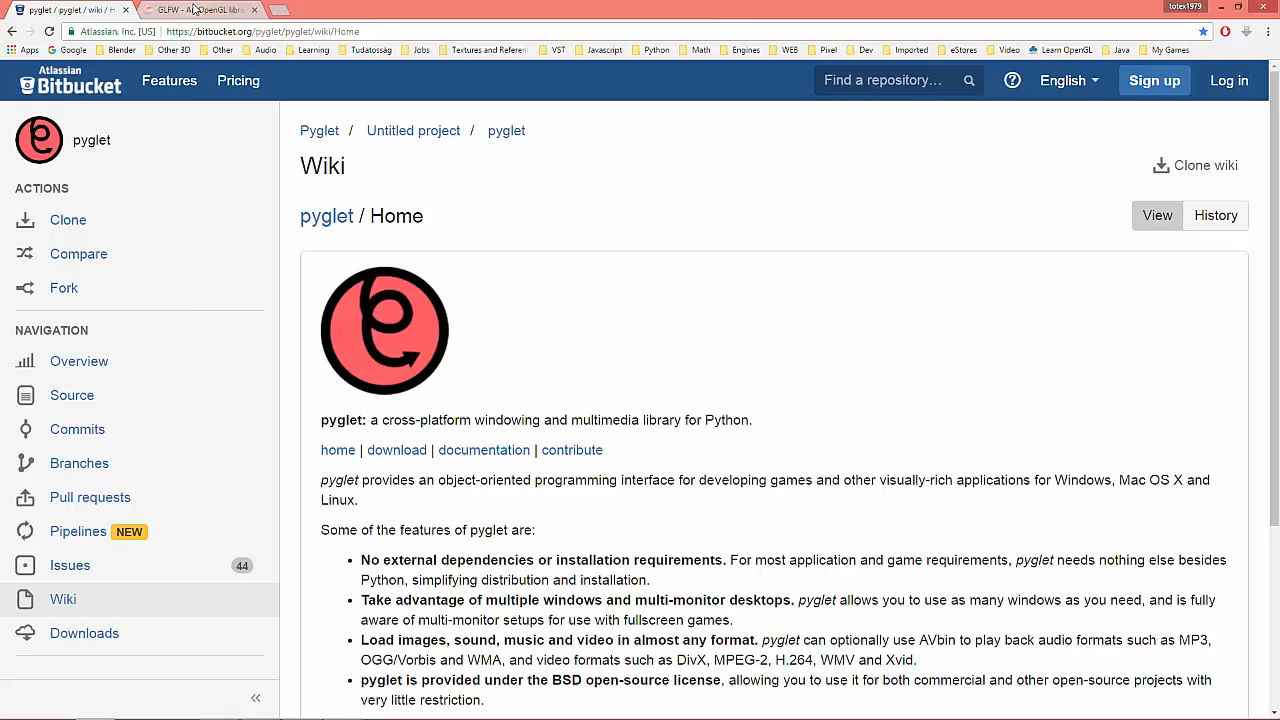 pyglet / pyglet / wiki / H
GLFW - An OpenGL libra
totex1979
Atlassian, Inc. [US]
https://bitbucket.org/pyglet/pyglet/wiki/Home
Apps
Google
Blender
Other 3D
Other
Audio
Learning
Tudatosság
Jobs
Textures and Referen
VST
Javascript
Python
Math
Engines
WEB
Pixel
Dev
Imported
eStores
Video
Learn OpenGL
Java
My Games
Atlassian
Bitbucket
Features
Pricing
Find a repository...
English
Sign up
Log in
pyglet
ACTIONS
Clone
Compare
Fork
NAVIGATION
Overview
Source
Commits
Branches
Pull requests
Pipelines NEW
Issues 44
Wiki
Downloads
«
Pyglet / Untitled project / pyglet
Wiki
Clone wiki
pyglet / Home
View
History
pyglet: a cross-platform windowing and multimedia library for Python.
home | download | documentation | contribute
pyglet provides an object-oriented programming interface for developing games and other visually-rich applications for Windows, Mac OS X and
Linux.
Some of the features of pyglet are:
• No external dependencies or installation requirements. For most application and game requirements, pyglet needs nothing else besides
Python, simplifying distribution and installation.
• Take advantage of multiple windows and multi-monitor desktops. pyglet allows you to use as many windows as you need, and is fully
aware of multi-monitor setups for use with fullscreen games.
• Load images, sound, music and video in almost any format. pyglet can optionally use AVbin to play back audio formats such as MP3,
OGG/Vorbis and WMA, and video formats such as DivX, MPEG-2, H.264, WMV and Xvid.
• pyglet is provided under the BSD open-source license, allowing you to use it for both commercial and other open-source projects with
very little restriction.